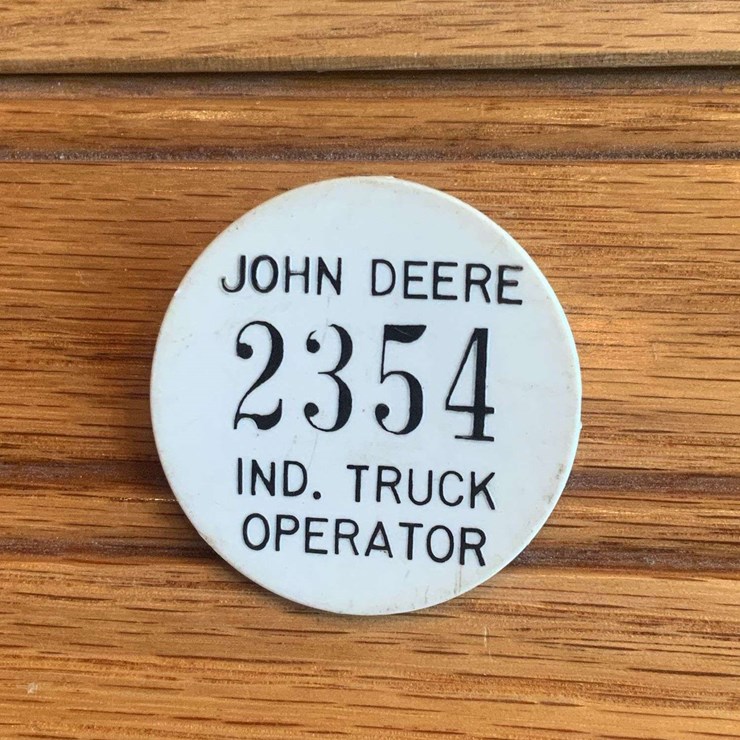 JOHN DEERE
2354
IND. TRUCK
OPERATOR